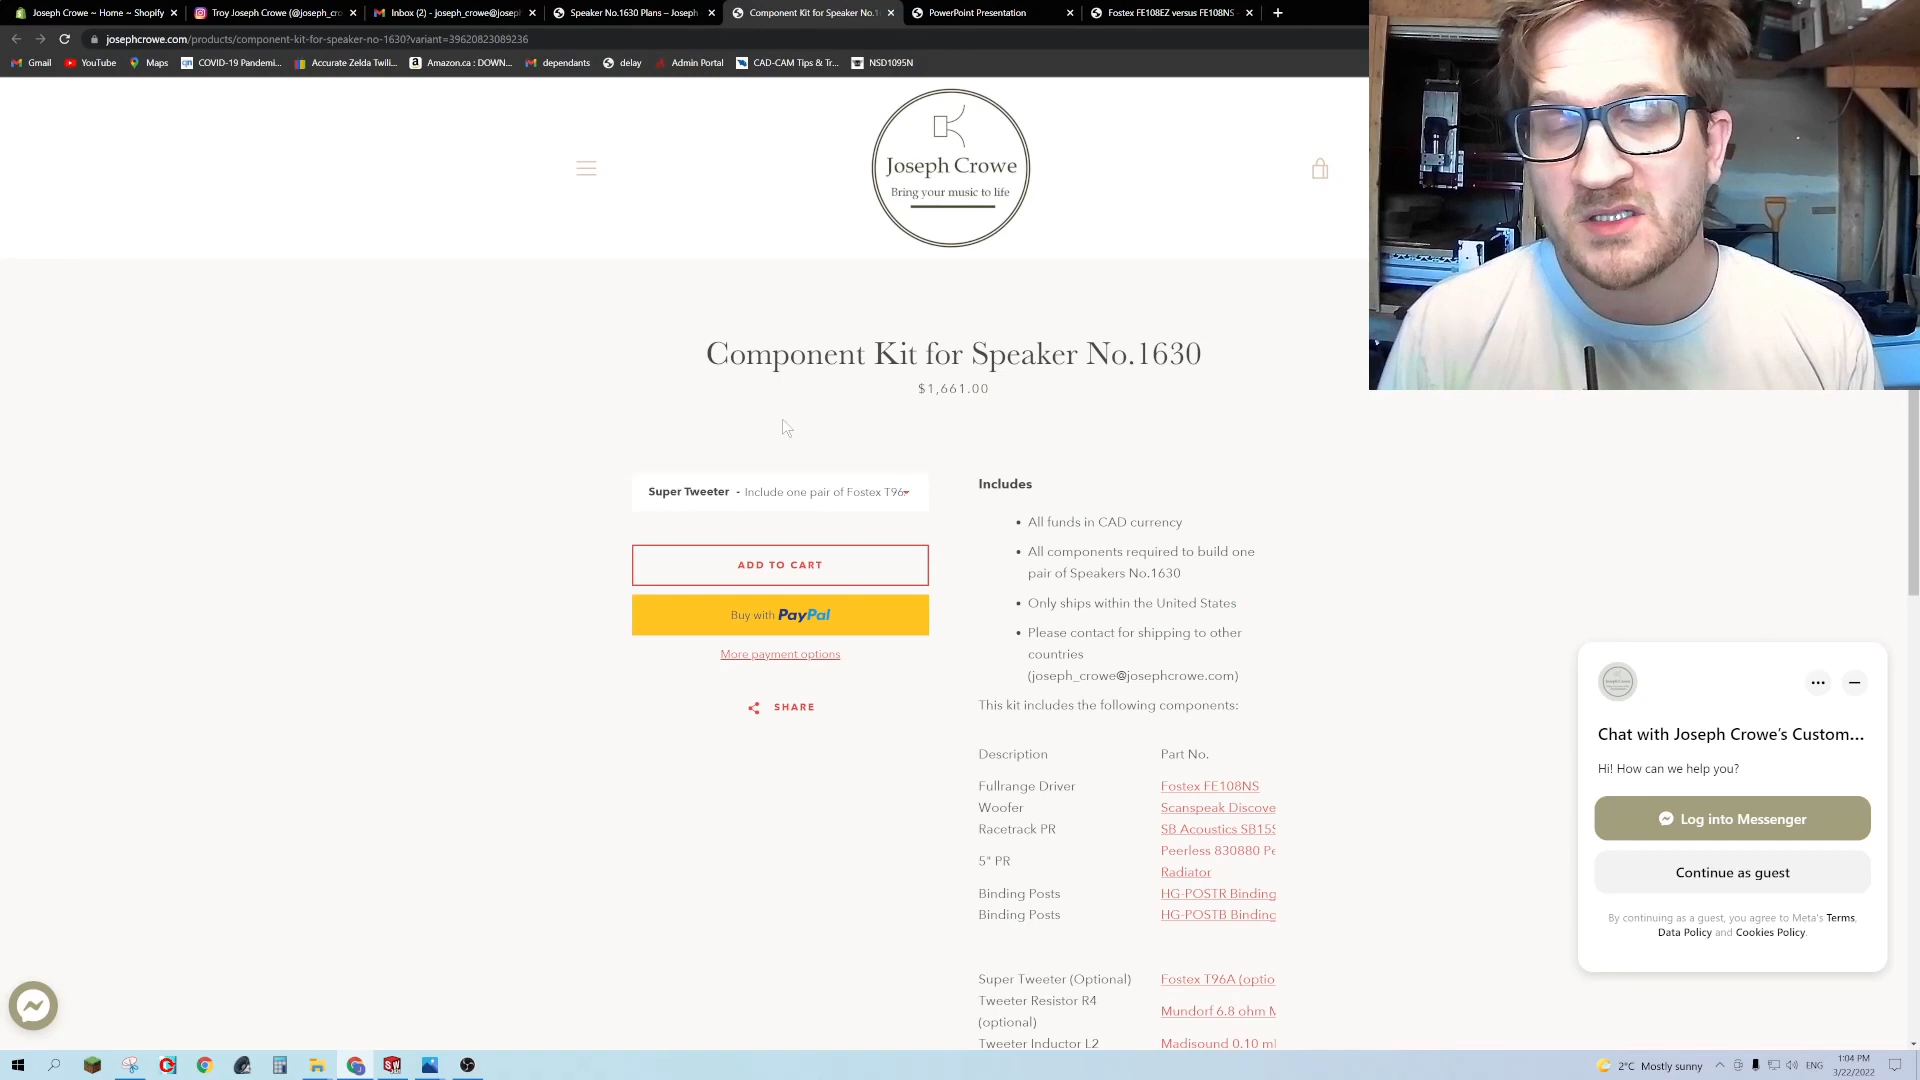 Joseph Crowe ~ Home ~ Shopify
Troy Joseph Crowe (@joseph_cro
Inbox (2) - joseph_crowe@joseph
Speaker No.1630 Plans – Joseph
Component Kit for Speaker No.1
PowerPoint Presentation
Fostex FE108EZ versus FE108NS
josephcrowe.com/products/component-kit-for-speaker-no-1630?variant=39620823089236
Gmail
YouTube
Maps
COVID-19 Pandemi...
Accurate Zelda Twili...
Amazon.ca : DOWN...
dependants
delay
Admin Portal
CAD-CAM Tips & Tr...
NSD1095N
Joseph Crowe
Bring your music to life
Component Kit for Speaker No.1630
$1,661.00
Super Tweeter - Include one pair of Fostex T96
ADD TO CART
Buy with PayPal
More payment options
SHARE
Includes
• All funds in CAD currency
• All components required to build one
pair of Speakers No.1630
• Only ships within the United States
• Please contact for shipping to other
countries
(joseph_crowe@josephcrowe.com)
This kit includes the following components:
Description Part No.
Fullrange Driver Fostex FE108NS
Woofer Scanspeak Discove
Racetrack PR SB Acoustics SB15S
5" PR Peerless 830880 Pe
Radiator
Binding Posts HG-POSTR Binding
Binding Posts HG-POSTB Binding
Super Tweeter (Optional) Fostex T96A (optio
Tweeter Resistor R4
(optional) Mundorf 6.8 ohm M
Tweeter Inductor L2 Madisound 0.10 mH
Joseph Crowe
Chat with Joseph Crowe's Custom...
Hi! How can we help you?
Log into Messenger
Continue as guest
By continuing as a guest, you agree to Meta's Terms,
Data Policy and Cookies Policy.
2°C Mostly sunny
ENG
1:04 PM
3/22/2022